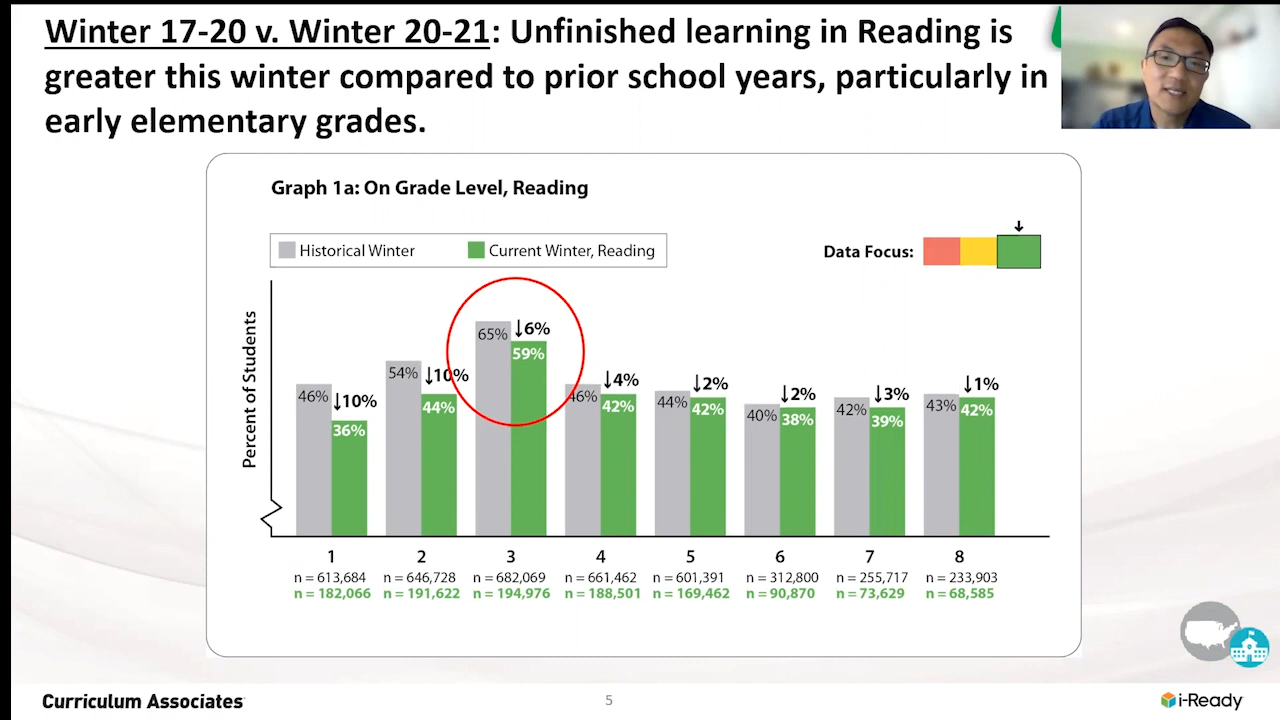 Winter 17-20 v. Winter 20-21: Unfinished learning in Reading is
greater this winter compared to prior school years, particularly in
early elementary grades.
Graph 1a: On Grade Level, Reading
Historical Winter
Current Winter, Reading
Data Focus:
Percent of Students
46%
↓10%
36%
54%
↓10%
44%
65%
↓6%
59%
46%
↓4%
42%
44%
↓2%
42%
40%
↓2%
38%
42%
↓3%
39%
43%
↓1%
42%
1
2
3
4
5
6
7
8
n = 613,684
n = 646,728
n = 682,069
n = 661,462
n = 601,391
n = 312,800
n = 255,717
n = 233,903
n = 182,066
n = 191,622
n = 194,976
n = 188,501
n = 169,462
n = 90,870
n = 73,629
n = 68,585
Curriculum Associates
5
i-Ready